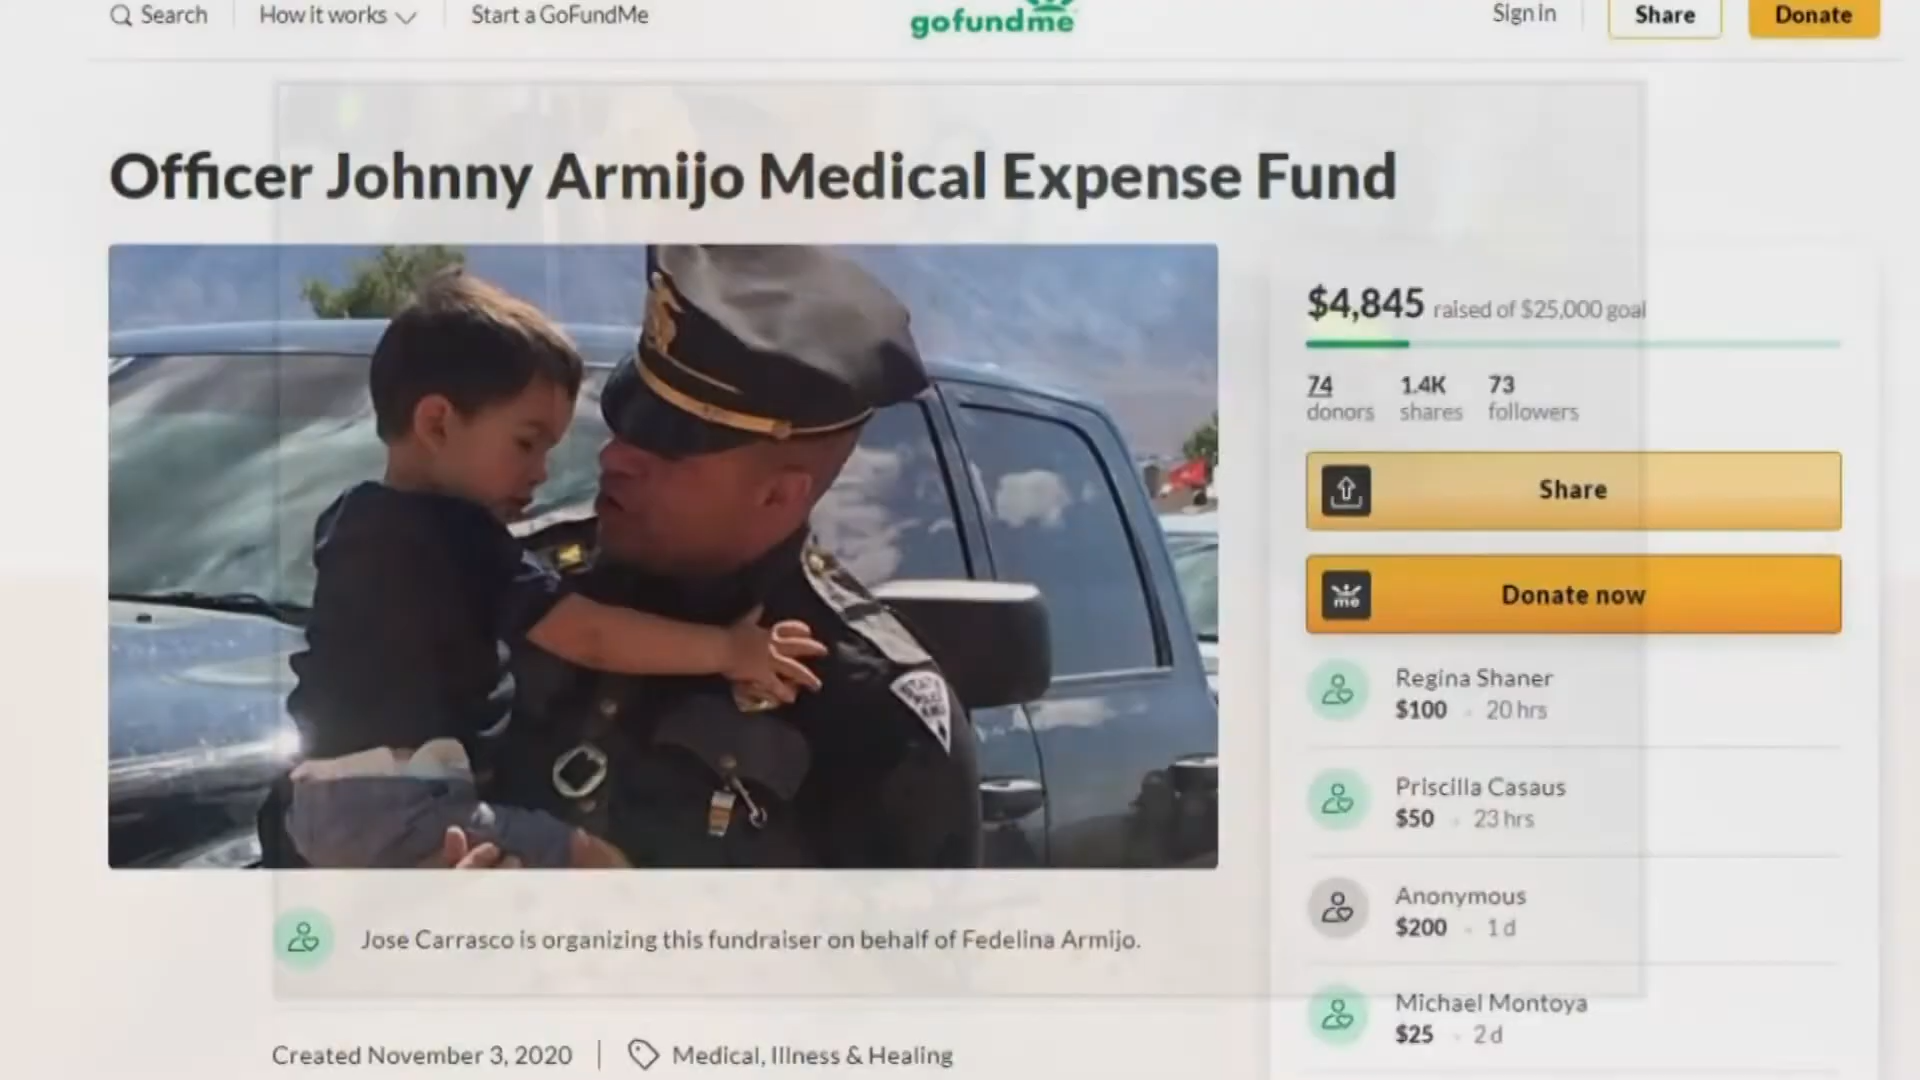 Search
How it works
Start a GoFundMe
gofundme
Sign In
Share
Donate
Officer Johnny Armijo Medical Expense Fund
$4,845 raised of $25,000 goal
74 donors
1.4K shares
73 followers
Share
me
Donate now
Regina Shaner
$100 · 20 hrs
Priscilla Casaus
$50 · 23 hrs
Anonymous
$200 · 1 d
Michael Montoya
$25 · 2 d
Jose Carrasco is organizing this fundraiser on behalf of Fedelina Armijo.
Created November 3, 2020
Medical, Illness & Healing